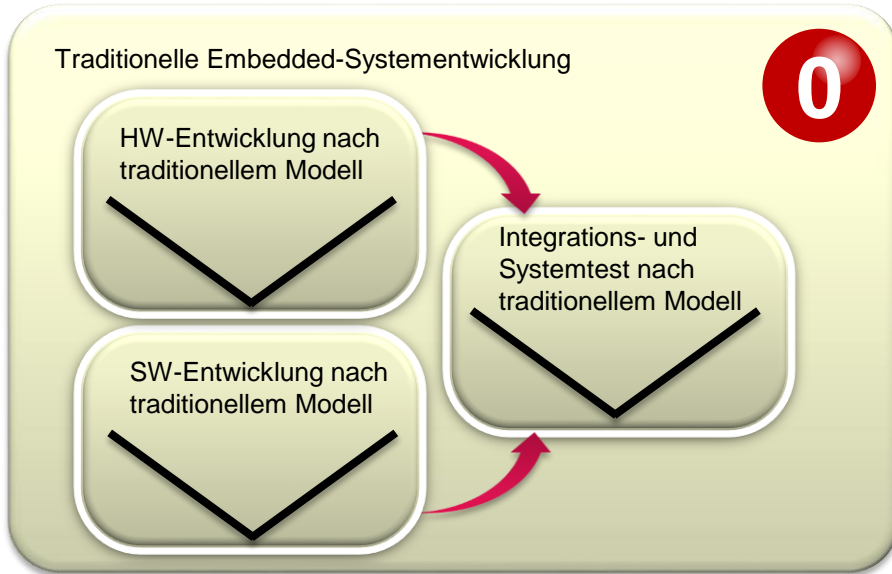 Traditionelle Embedded-Systementwicklung
0
HW-Entwicklung nach
traditionellem Modell
Integrations- und
Systemtest nach
traditionellem Modell
SW-Entwicklung nach
traditionellem Modell